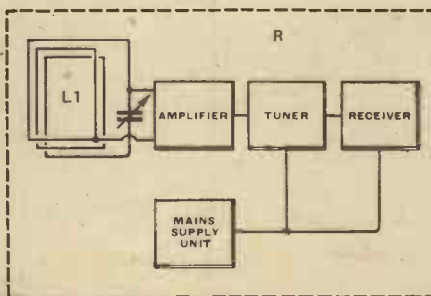 R
L1
AMPLIFIER
TUNER
RECEIVER
MAINS
SUPPLY
UNIT